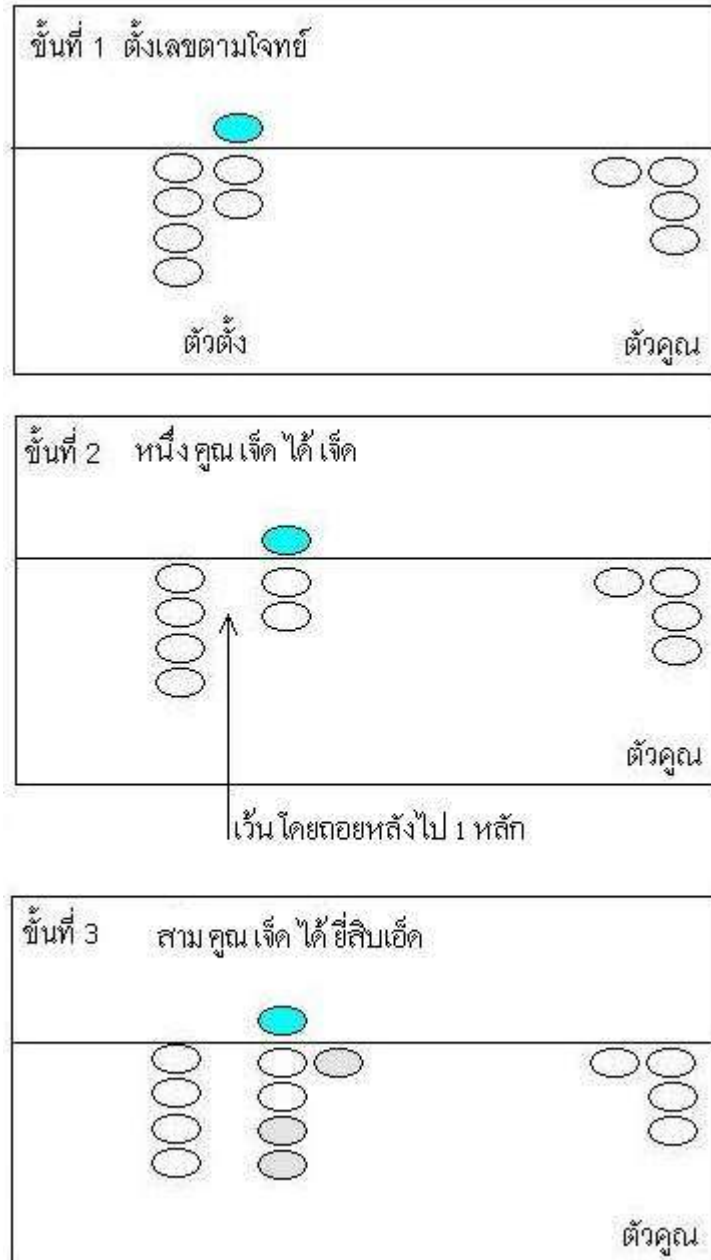 ขั้นที่ 1 ตั้งเลขตามโจทย์
ตัวตั้ง ตัวคูณ
ขั้นที่ 2 หนึ่ง คูณ เจ็ด ได้ เจ็ด
ตัวคูณ
เว้น โดยถอยหลังไป 1 หลัก
ขั้นที่ 3 สาม คูณ เจ็ด ได้ ยี่สิบเอ็ด
ตัวคูณ